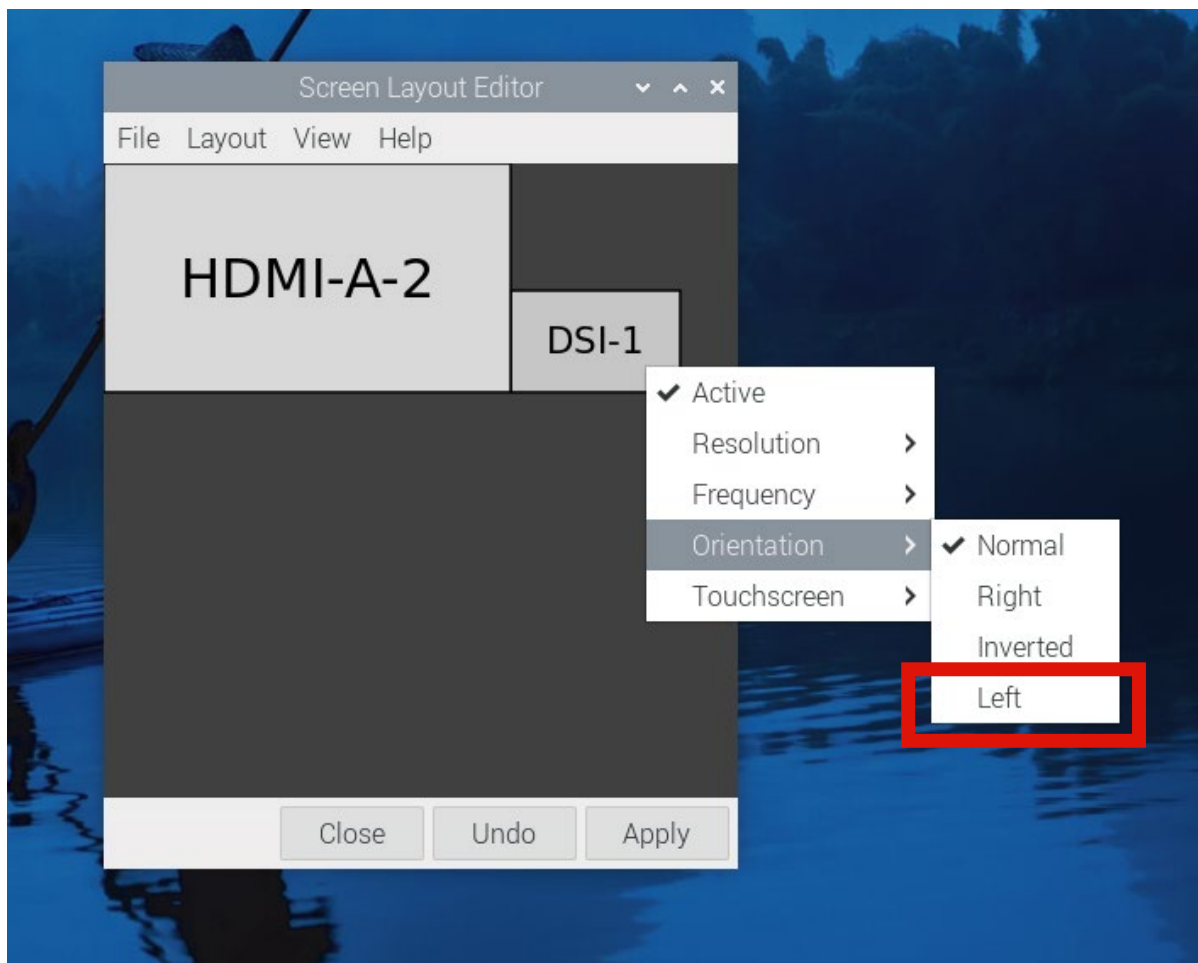 Screen Layout Editor
File Layout View Help
HDMI-A-2
DSI-1
Active
Resolution
Frequency
Orientation
Touchscreen
Normal
Right
Inverted
Left
Close Undo Apply